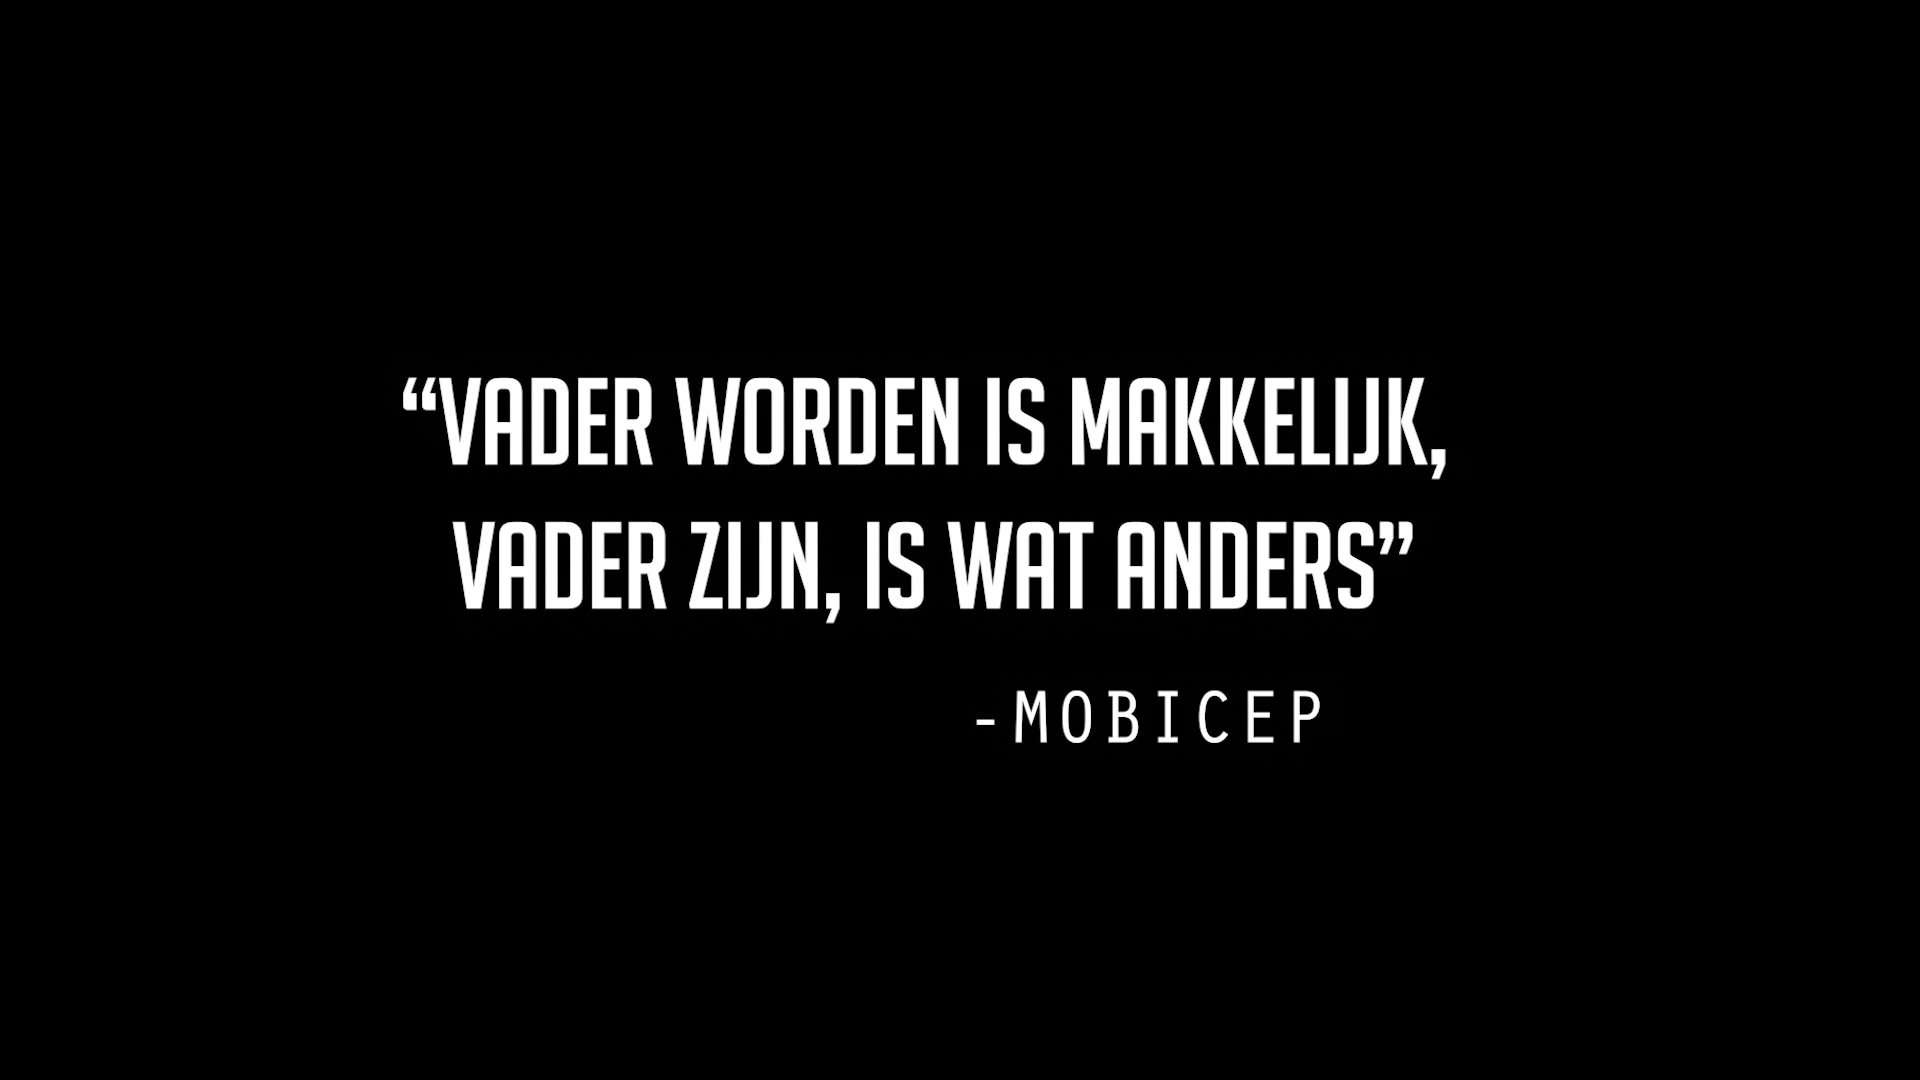 “VADER WORDEN IS MAKKELIJK,
VADER ZIJN, IS WAT ANDERS”
-MOBICEP